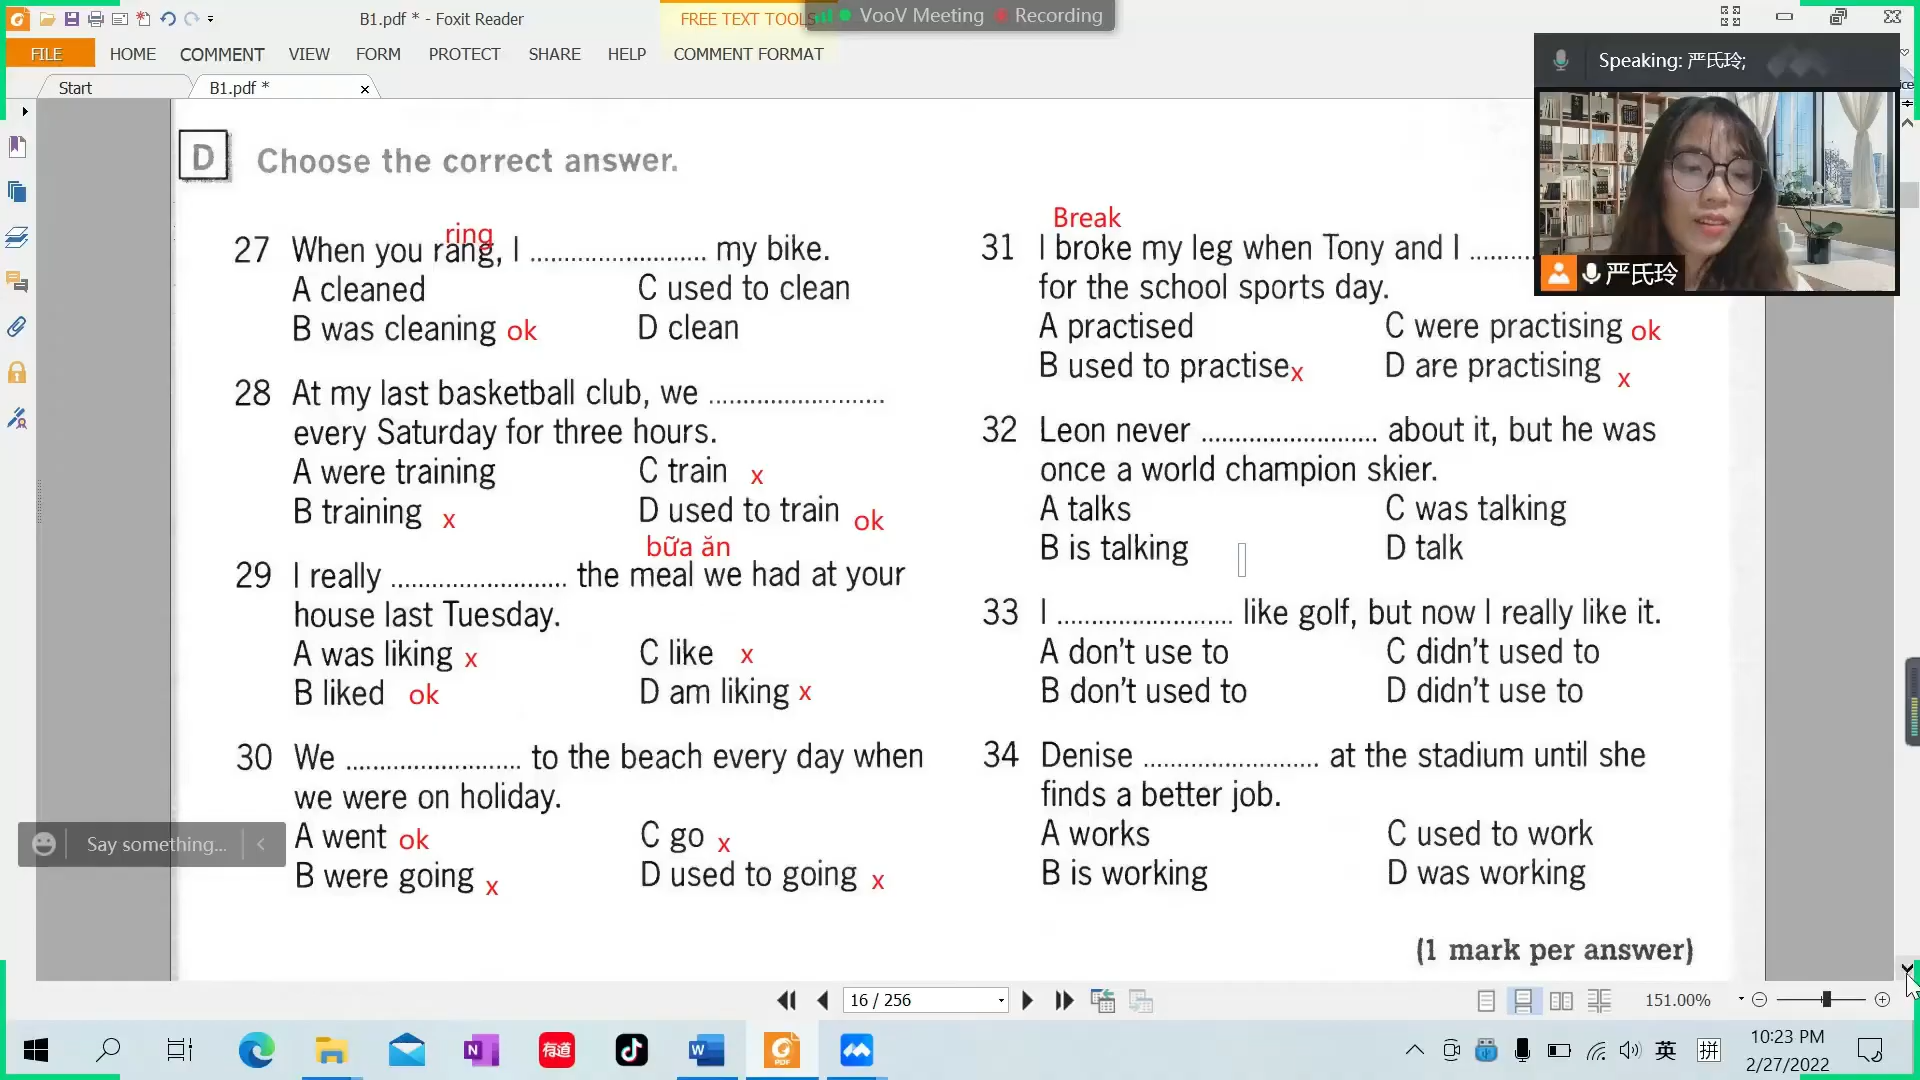 B1.pdf * - Foxit Reader
FREE TEXT TOOLS
VooV Meeting
Recording
FILE
HOME
COMMENT
VIEW
FORM
PROTECT
SHARE
HELP
COMMENT FORMAT
Speaking: 严氏玲;
Start
B1.pdf *
D Choose the correct answer.
ring
27 When you rang, I .......................... my bike.
A cleaned
C used to clean
B was cleaning ok
D clean
28 At my last basketball club, we ..........................
every Saturday for three hours.
A were training
C train x
B training x
D used to train ok
bữa ăn
29 I really .......................... the meal we had at your
house last Tuesday.
A was liking x
C like x
B liked ok
D am liking x
30 We .......................... to the beach every day when
we were on holiday.
A went ok
C go x
B were going x
D used to going x
Break
31 I broke my leg when Tony and I .........
for the school sports day.
A practised
C were practising ok
B used to practise x
D are practising x
32 Leon never .......................... about it, but he was
once a world champion skier.
A talks
C was talking
B is talking
D talk
33 I .......................... like golf, but now I really like it.
A don't use to
C didn't used to
B don't used to
D didn't use to
34 Denise .......................... at the stadium until she
finds a better job.
A works
C used to work
B is working
D was working
(1 mark per answer)
严氏玲
Say something...
16 / 256
151.00%
有道
PDF
英
拼
10:23 PM
2/27/2022